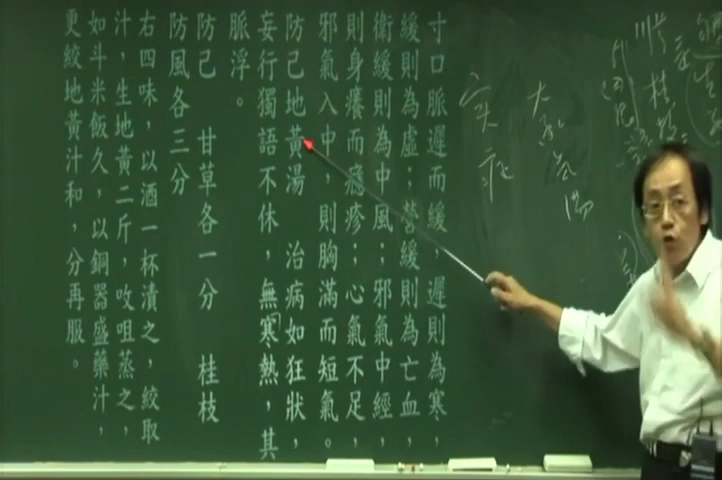 寸口脈遲而緩，遲則為寒，
緩則為虛；營緩則為亡血，
衛緩則為中風；邪氣中經，
則身癢而癮疹；心氣不足，
邪氣入中，則胸滿而短氣。
防己地黃湯　治病如狂狀，
妄行獨語不休，無寒熱，其
脈浮。
防己　甘草各一分　桂枝
防風各三分
右四味，以酒一杯漬之，絞取
汁，生地黃二斤，㕮咀蒸之，
如斗米飯久，以銅器盛藥汁，
更絞地黃汁和，分再服。
大承氣湯
実症